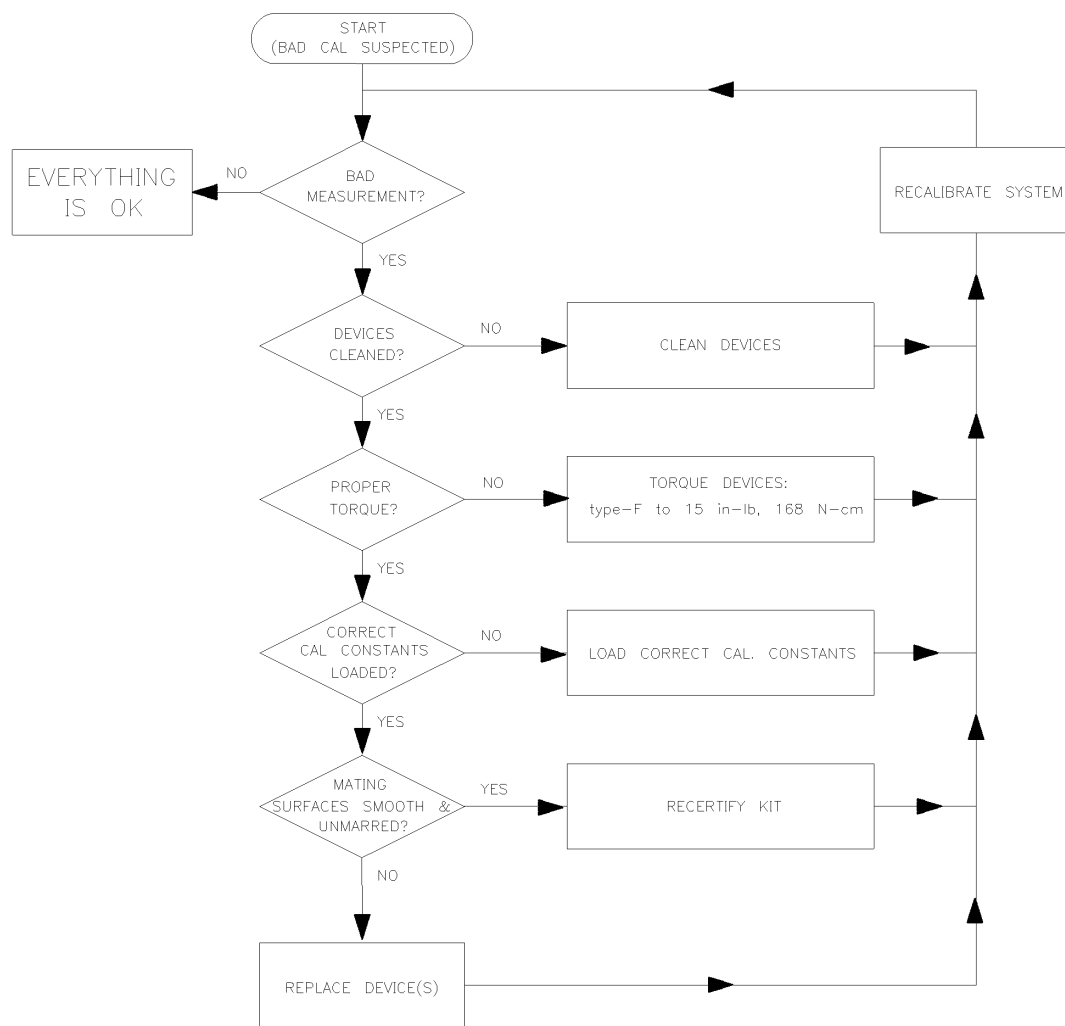 START
(BAD CAL SUSPECTED)
BAD
MEASUREMENT?
NO
EVERYTHING
IS OK
RECALIBRATE SYSTEM
YES
DEVICES
CLEANED?
NO
CLEAN DEVICES
YES
PROPER
TORQUE?
NO
TORQUE DEVICES:
type-F to 15 in-lb, 168 N-cm
YES
CORRECT
CAL CONSTANTS
LOADED?
NO
LOAD CORRECT CAL. CONSTANTS
YES
MATING
SURFACES SMOOTH &
UNMARRED?
YES
RECERTIFY KIT
NO
REPLACE DEVICE(S)